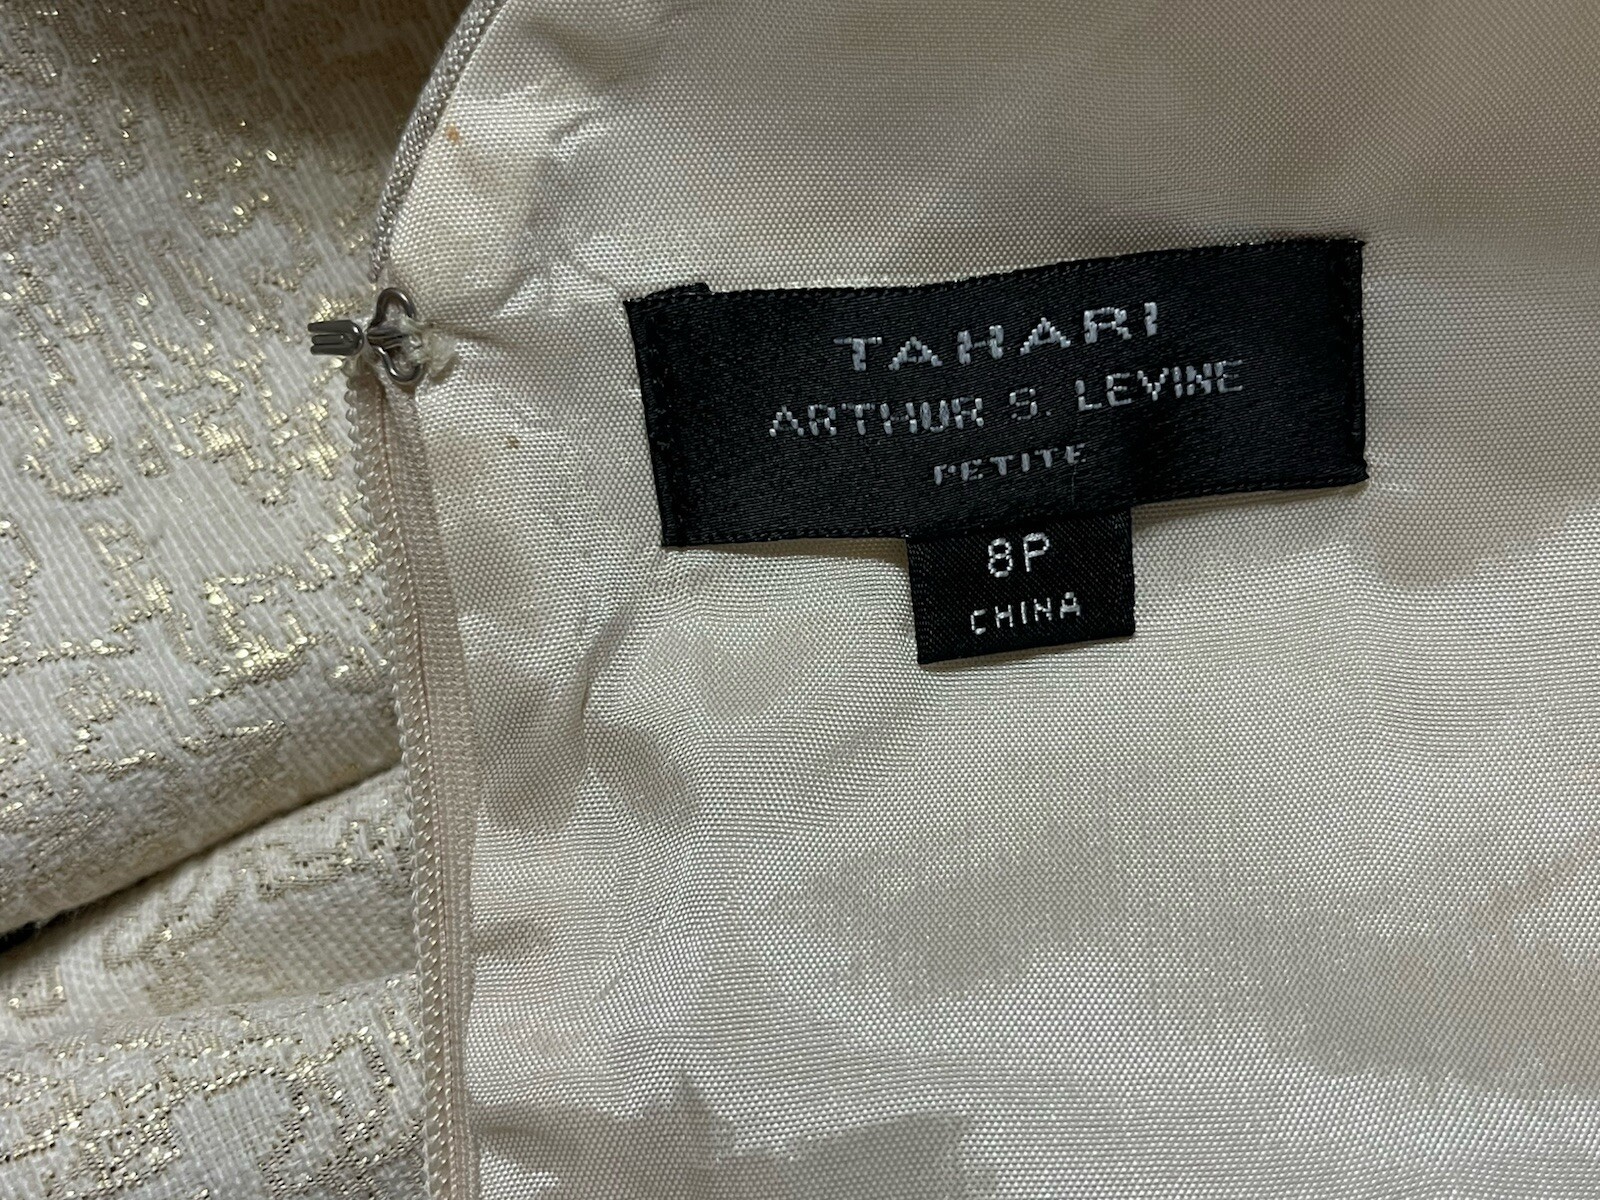 TAHARI
ARTHUR S. LEVINE
PETITE
8P
CHINA